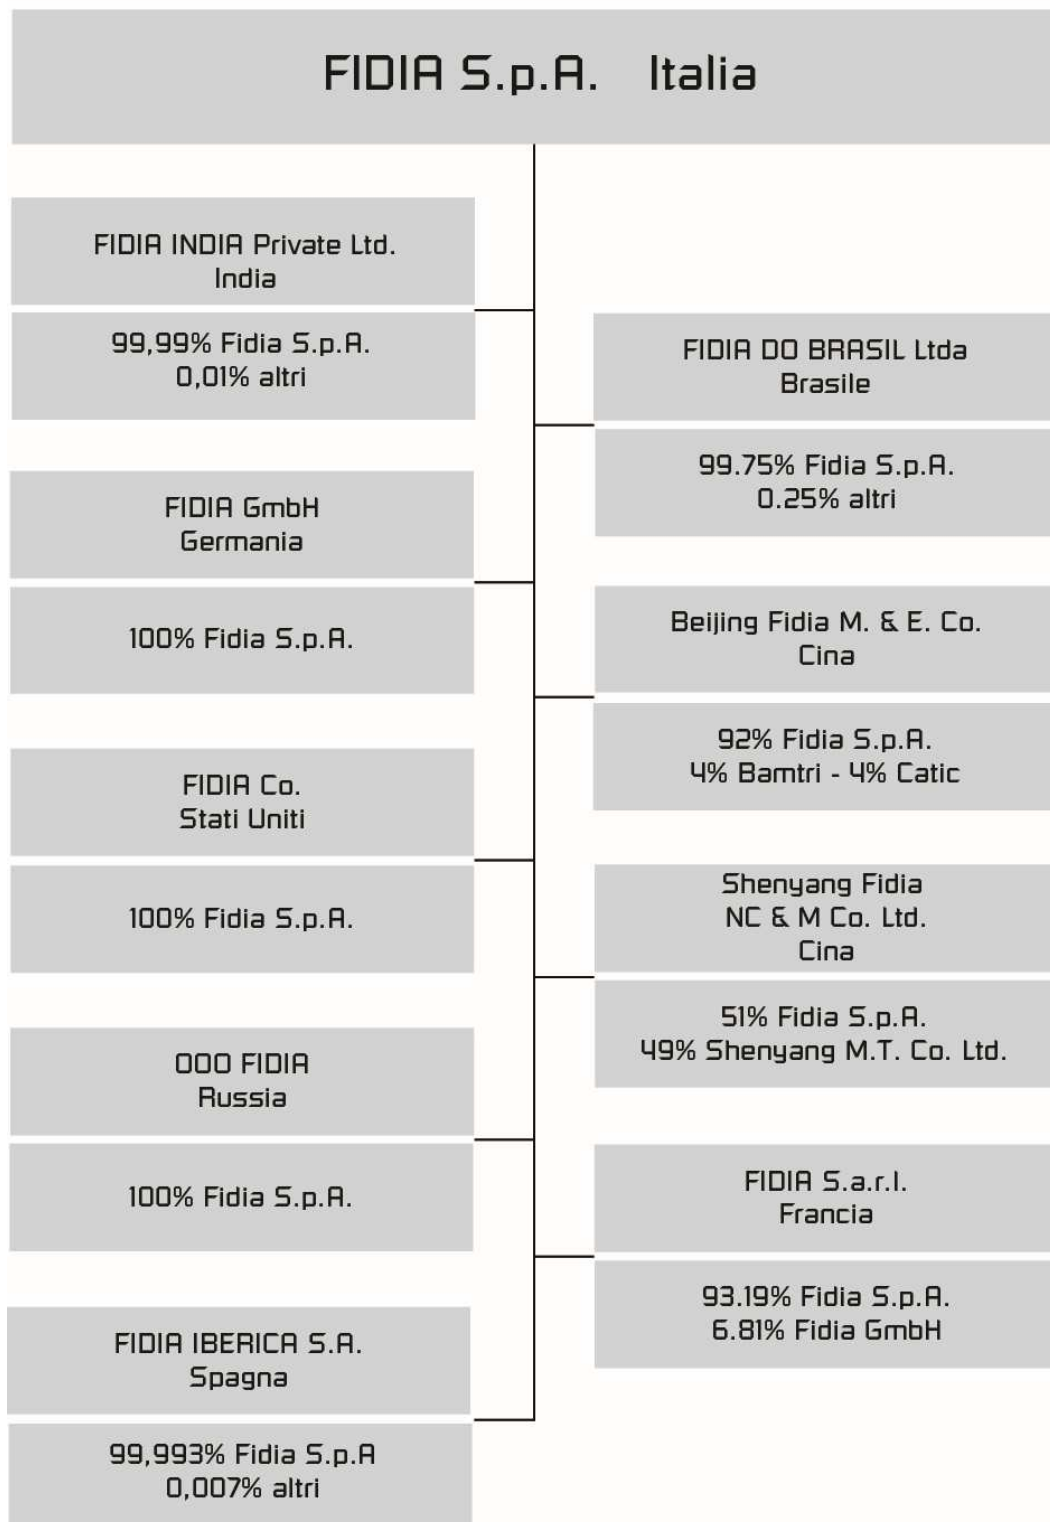 FIDIA S.p.A. Italia
FIDIA INDIA Private Ltd.
India
99,99% Fidia S.p.A.
0,01% altri
FIDIA DO BRASIL Ltda
Brasile
99.75% Fidia S.p.A.
0.25% altri
FIDIA GmbH
Germania
100% Fidia S.p.A.
Beijing Fidia M. & E. Co.
Cina
92% Fidia S.p.A.
4% Bamtri - 4% Catic
FIDIA Co.
Stati Uniti
100% Fidia S.p.A.
Shenyang Fidia
NC & M Co. Ltd.
Cina
51% Fidia S.p.A.
49% Shenyang M.T. Co. Ltd.
OOO FIDIA
Russia
100% Fidia S.p.A.
FIDIA S.a.r.l.
Francia
93.19% Fidia S.p.A.
6.81% Fidia GmbH
FIDIA IBERICA S.A.
Spagna
99,993% Fidia S.p.A
0,007% altri